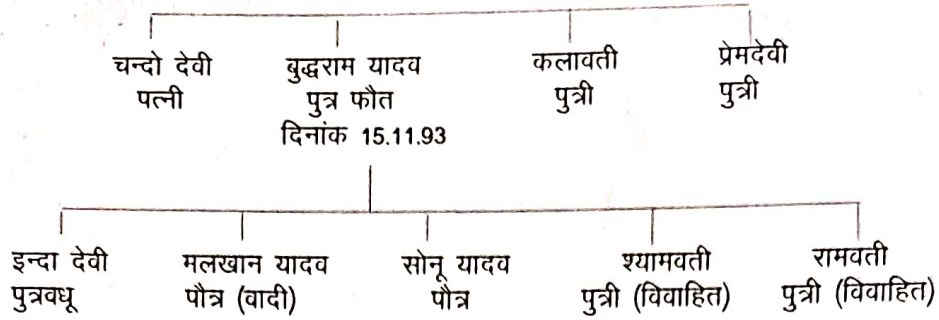 चन्दो देवी
पत्नी
बुद्धराम यादव
पुत्र फौत
दिनांक 15.11.93
कलावती
पुत्री
प्रेमदेवी
पुत्री
इन्दा देवी
पुत्रवधू
मलखान यादव
पौत्र (वादी)
सोनू यादव
पौत्र
श्यामवती
पुत्री (विवाहित)
रामवती
पुत्री (विवाहित)